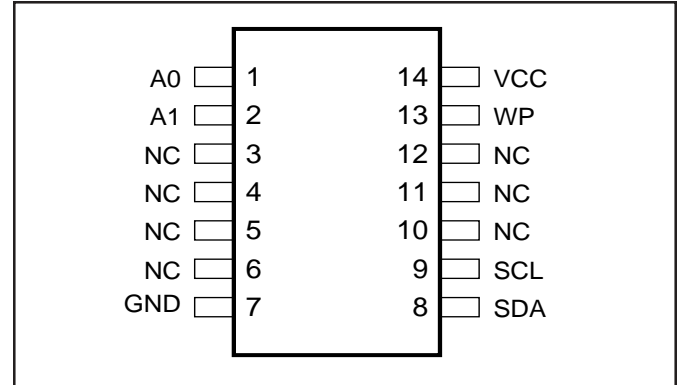 A0 1 14 VCC
A1 2 13 WP
NC 3 12 NC
NC 4 11 NC
NC 5 10 NC
NC 6 9 SCL
GND 7 8 SDA